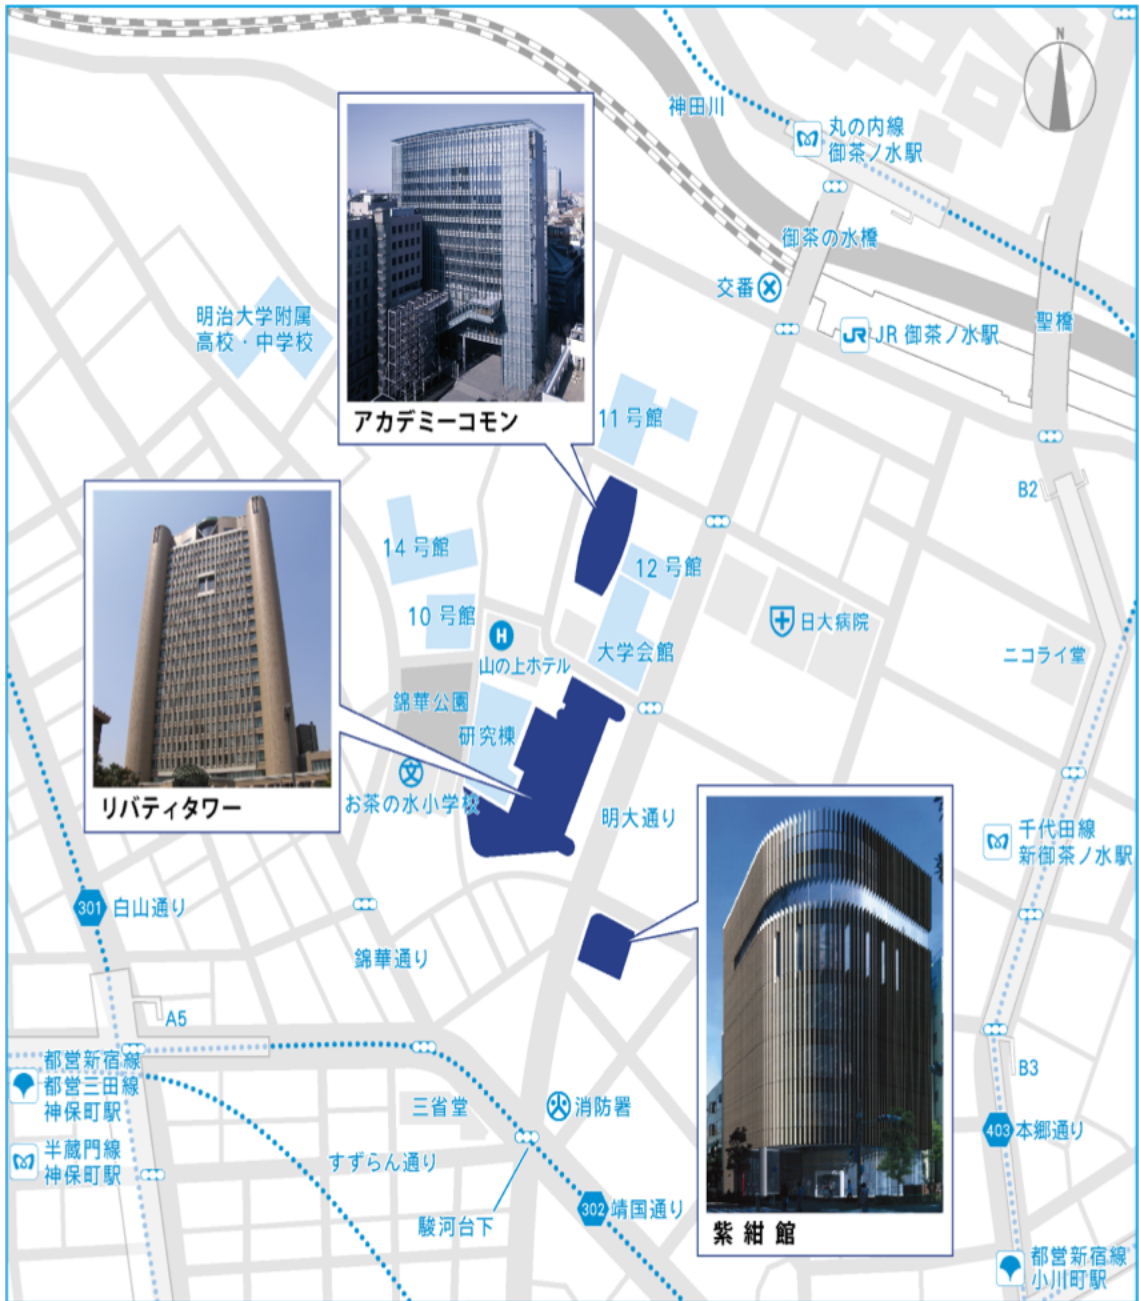 N
神田川
丸の内線
御茶ノ水駅
御茶の水橋
交番
JR 御茶ノ水駅
聖橋
明治大学附属
高校・中学校
アカデミーコモン
11 号館
B2
14 号館
12 号館
10 号館
H
山の上ホテル
大学会館
日大病院
ニコライ堂
錦華公園
研究棟
文
お茶の水小学校
リバティタワー
明大通り
千代田線
新御茶ノ水駅
301 白山通り
錦華通り
A5
都営新宿線
都営三田線
神保町駅
半蔵門線
神保町駅
三省堂
消防署
すずらん通り
駿河台下
302 靖国通り
紫紺館
B3
403 本郷通り
都営新宿線
小川町駅